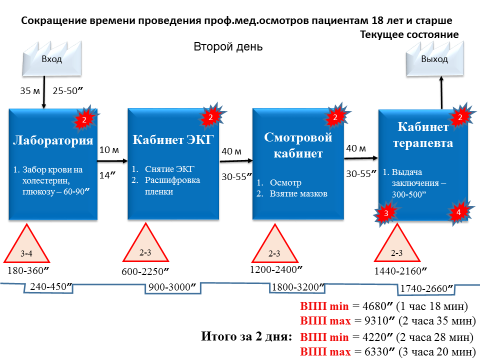 Сокращение времени проведения проф.мед.осмотров пациентам 18 лет и старше
Текущее состояние
Второй день
Вход
Выход
35 м
25-50″
2
2
2
2
Лаборатория
1. Забор крови на холестерин, глюкозу – 60-90″
10 м
14″
Кабинет ЭКГ
1. Снятие ЭКГ
2. Расшифровка пленки
40 м
30-55″
Смотровой кабинет
1. Осмотр
2. Взятие мазков
40 м
30-55″
Кабинет терапевта
1. Выдача заключения – 300-500″
3
4
3-4
2-3
2-3
2-3
180-360″
600-2250″
1200-2400″
1440-2160″
240-450″
900-3000″
1800-3200″
1740-2660″
ВПП min = 4680″ (1 час 18 мин)
ВПП max = 9310″ (2 часа 35 мин)
Итого за 2 дня: ВПП min = 4220″ (2 часа 28 мин)
ВПП max = 6330″ (3 часа 20 мин)